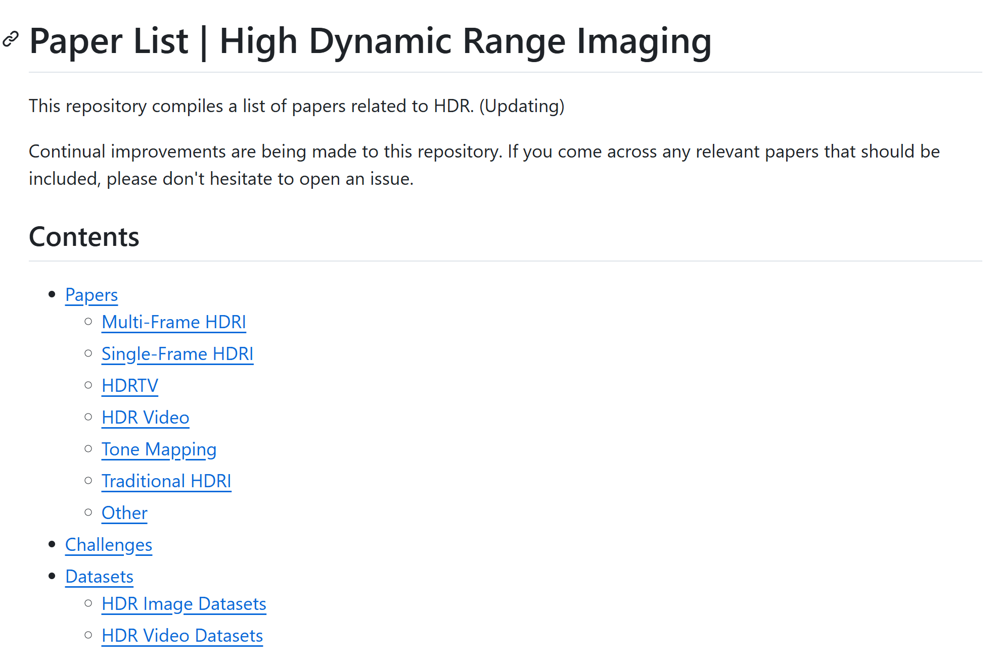 Paper List | High Dynamic Range Imaging
This repository compiles a list of papers related to HDR. (Updating)
Continual improvements are being made to this repository. If you come across any relevant papers that should be
included, please don't hesitate to open an issue.
Contents
Papers
Multi-Frame HDRI
Single-Frame HDRI
HDRTV
HDR Video
Tone Mapping
Traditional HDRI
Other
Challenges
Datasets
HDR Image Datasets
HDR Video Datasets